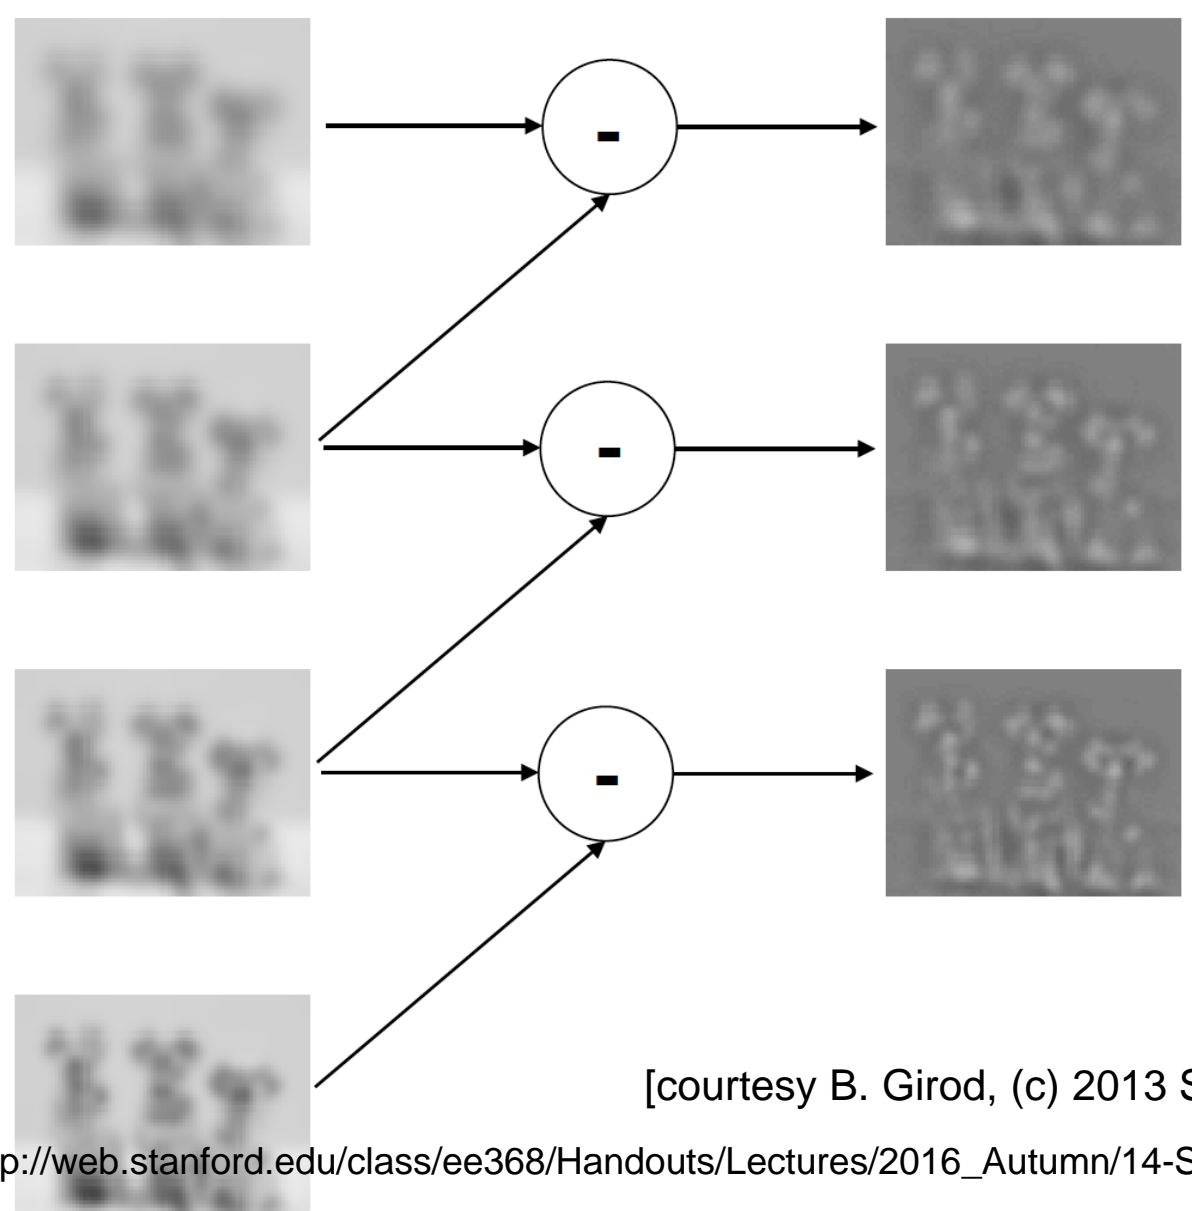 -
-
-
[courtesy B. Girod, (c) 2013 S
p://web.stanford.edu/class/ee368/Handouts/Lectures/2016_Autumn/14-S